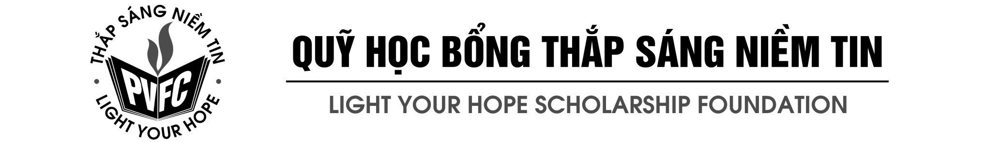 THẮP SÁNG NIỀM TIN
PVFC
LIGHT YOUR HOPE
QUỸ HỌC BỔNG THẮP SÁNG NIỀM TIN
LIGHT YOUR HOPE SCHOLARSHIP FOUNDATION